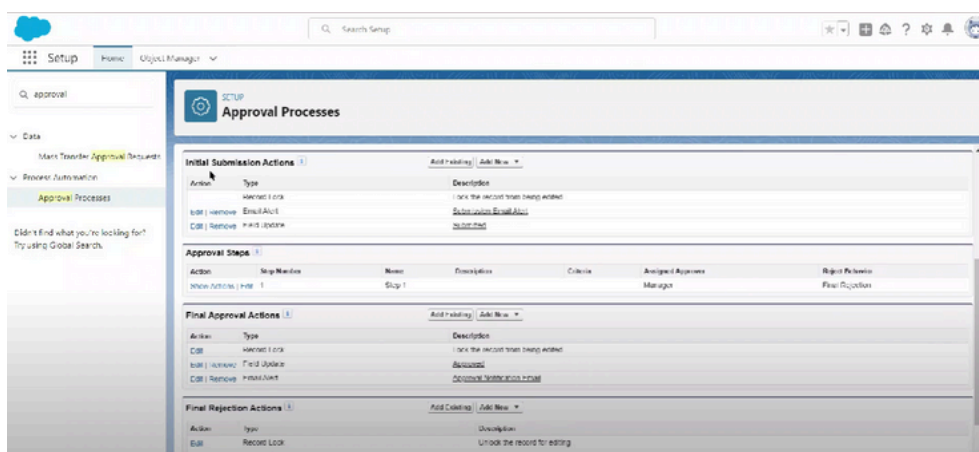 Search Setup
Setup Home Object Manager
approval
SETUP
Approval Processes
Data
Mass Transfer Approval Requests
Process Automation
Approval Processes
Didn't find what you're looking for?
Try using Global Search.
Initial Submission Actions Add Existing Add New
Action Type Description
Record Lock Lock the record from being edited
Edit | Remove Email Alert Submission Email Alert
Edit | Remove Field Update Submitted
Approval Steps
Action Step Number Name Description Criteria Assigned Approver Reject Behavior
Show Actions | Edit 1 Step 1 Manager Final Rejection
Final Approval Actions Add Existing Add New
Action Type Description
Edit Record Lock Lock the record from being edited
Edit | Remove Field Update Approved
Edit | Remove Email Alert Approval Notification Email
Final Rejection Actions Add Existing Add New
Action Type Description
Edit Record Lock Unlock the record for editing